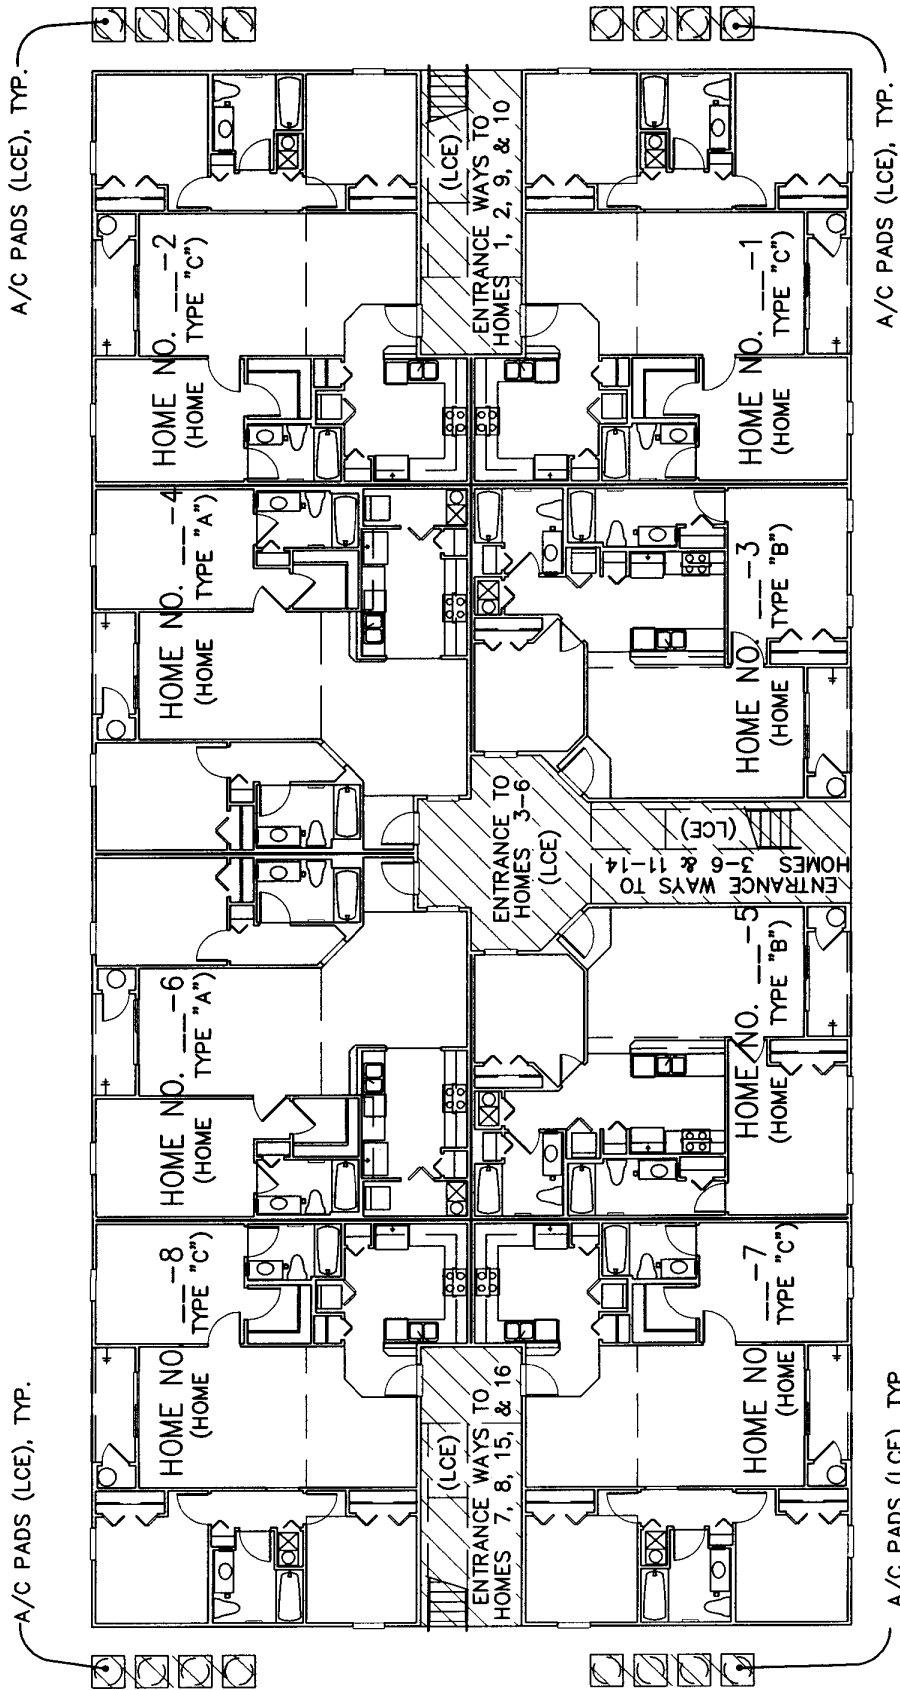 A/C PADS (LCE), TYP.
A/C PADS (LCE), TYP.
HOME NO. __-2
(HOME TYPE "C")
(LCE)
ENTRANCE WAYS TO
HOMES 1, 2, 9, & 10
HOME NO. __-1
(HOME TYPE "C")
HOME NO. __-4
(HOME TYPE "A")
HOME NO. __-3
(HOME TYPE "B")
ENTRANCE TO
HOMES 3-6
(LCE)
(LCE)
ENTRANCE WAYS TO
HOMES 3-6 & 11-14
HOME NO. __-6
(HOME TYPE "A")
HOME NO. __-5
(HOME TYPE "B")
HOME NO. __-8
(HOME TYPE "C")
(LCE)
ENTRANCE WAYS TO
HOMES 7, 8, 15, & 16
HOME NO. __-7
(HOME TYPE "C")
A/C PADS (LCE), TYP.
A/C PADS (LCE), TYP